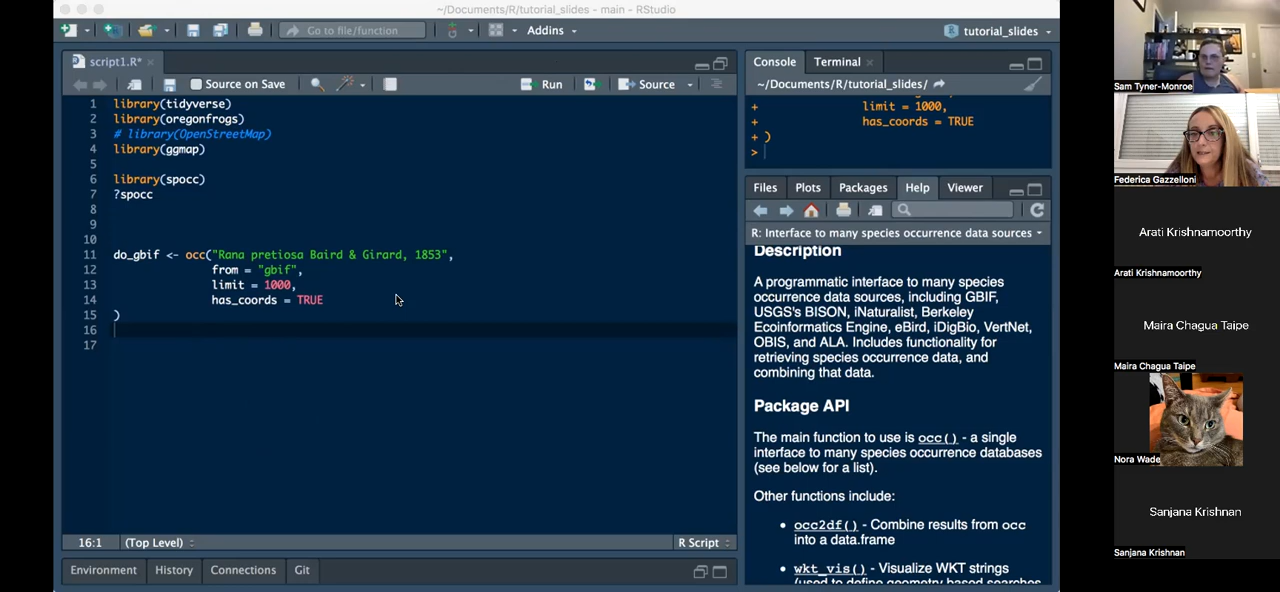 ~/Documents/R/tutorial_slides - main - RStudio
Go to file/function
Addins
tutorial_slides
script1.R*
Source on Save
Run
Source
1 library(tidyverse)
2 library(oregonfrogs)
3 # library(OpenStreetMap)
4 library(ggmap)
5
6 library(spocc)
7 ?spocc
8
9
10
11 do_gbif <- occ("Rana pretiosa Baird & Girard, 1853",
12 from = "gbif",
13 limit = 1000,
14 has_coords = TRUE
15 )
16
17
16:1 (Top Level) R Script
Environment History Connections Git
Console Terminal
~/Documents/R/tutorial_slides/
+ limit = 1000,
+ has_coords = TRUE
+ )
>
Files Plots Packages Help Viewer
R: Interface to many species occurrence data sources
Description
A programmatic interface to many species
occurrence data sources, including GBIF,
USGS's BISON, iNaturalist, Berkeley
Ecoinformatics Engine, eBird, iDigBio, VertNet,
OBIS, and ALA. Includes functionality for
retrieving species occurrence data, and
combining that data.
Package API
The main function to use is occ() - a single
interface to many species occurrence databases
(see below for a list).
Other functions include:
• occ2df() - Combine results from occ
into a data.frame
• wkt_vis() - Visualize WKT strings
(used to define geometry based searches
Sam Tyner-Monroe
Federica Gazzelloni
Arati Krishnamoorthy
Arati Krishnamoorthy
Maira Chagua Taipe
Maira Chagua Taipe
Nora Wade
Sanjana Krishnan
Sanjana Krishnan